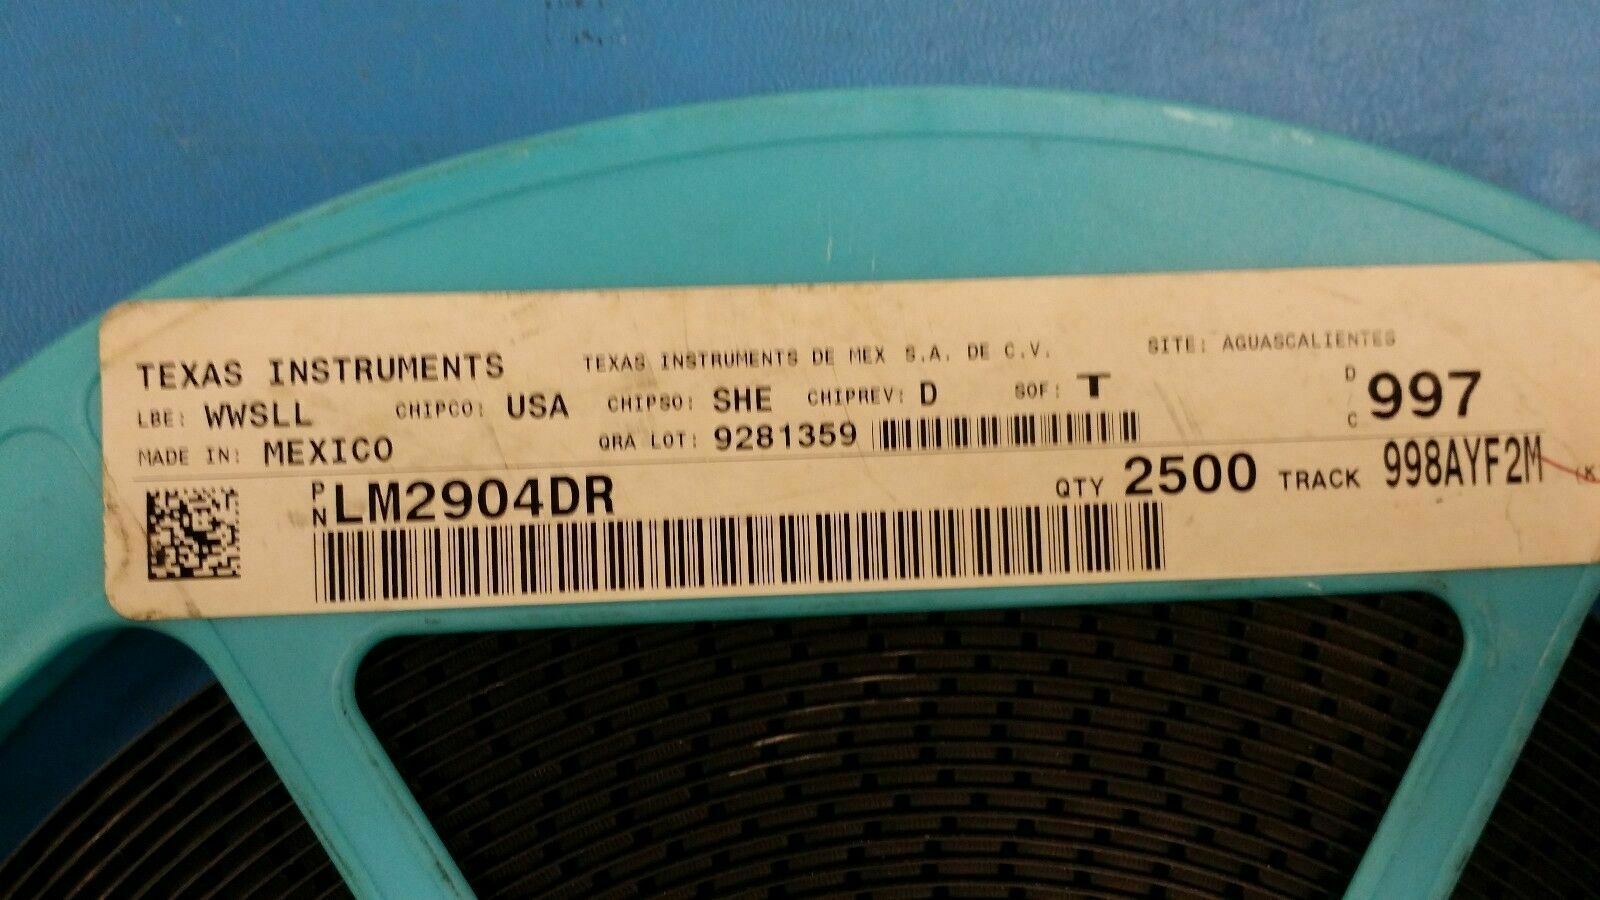 TEXAS INSTRUMENTS TEXAS INSTRUMENTS DE MEX S.A. DE C.V. SITE: AGUASCALIENTES
LBE: WWSLL CHIPCO: USA CHIPSO: SHE CHIPREV: D SOF: T D/C 997
MADE IN: MEXICO QRA LOT: 9281359
PN LM2904DR QTY 2500 TRACK 998AYF2M (K